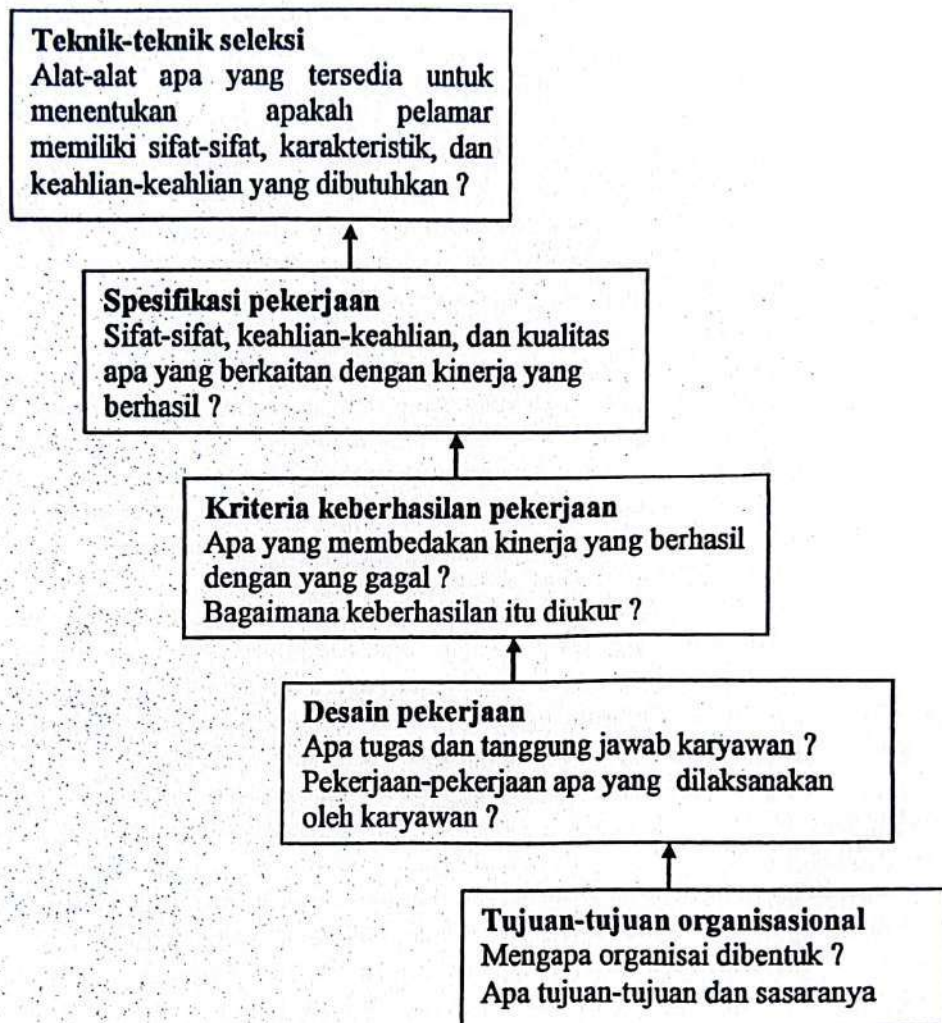 Teknik-teknik seleksi
Alat-alat apa yang tersedia untuk
menentukan apakah pelamar
memiliki sifat-sifat, karakteristik, dan
keahlian-keahlian yang dibutuhkan ?
Spesifikasi pekerjaan
Sifat-sifat, keahlian-keahlian, dan kualitas
apa yang berkaitan dengan kinerja yang
berhasil ?
Kriteria keberhasilan pekerjaan
Apa yang membedakan kinerja yang berhasil
dengan yang gagal ?
Bagaimana keberhasilan itu diukur ?
Desain pekerjaan
Apa tugas dan tanggung jawab karyawan ?
Pekerjaan-pekerjaan apa yang dilaksanakan
oleh karyawan ?
Tujuan-tujuan organisasional
Mengapa organisai dibentuk ?
Apa tujuan-tujuan dan sasaranya